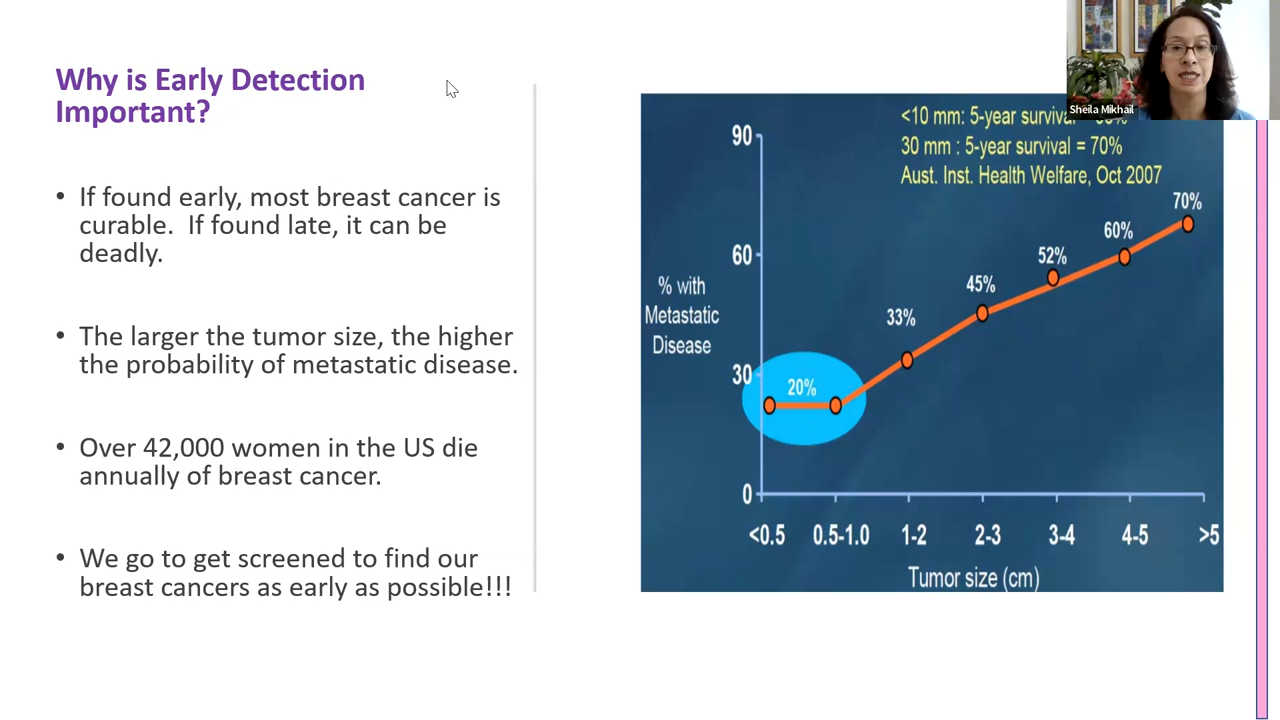 Why is Early Detection
Important?
• If found early, most breast cancer is
curable.  If found late, it can be
deadly.
• The larger the tumor size, the higher
the probability of metastatic disease.
• Over 42,000 women in the US die
annually of breast cancer.
• We go to get screened to find our
breast cancers as early as possible!!!
Sheila Mikhail
<10 mm: 5-year
30 mm : 5-year survival = 70%
Aust. Inst. Health Welfare, Oct 2007
90
60
30
0
% with
Metastatic
Disease
20%
33%
45%
52%
60%
70%
<0.5 0.5-1.0 1-2 2-3 3-4 4-5 >5
Tumor size (cm)